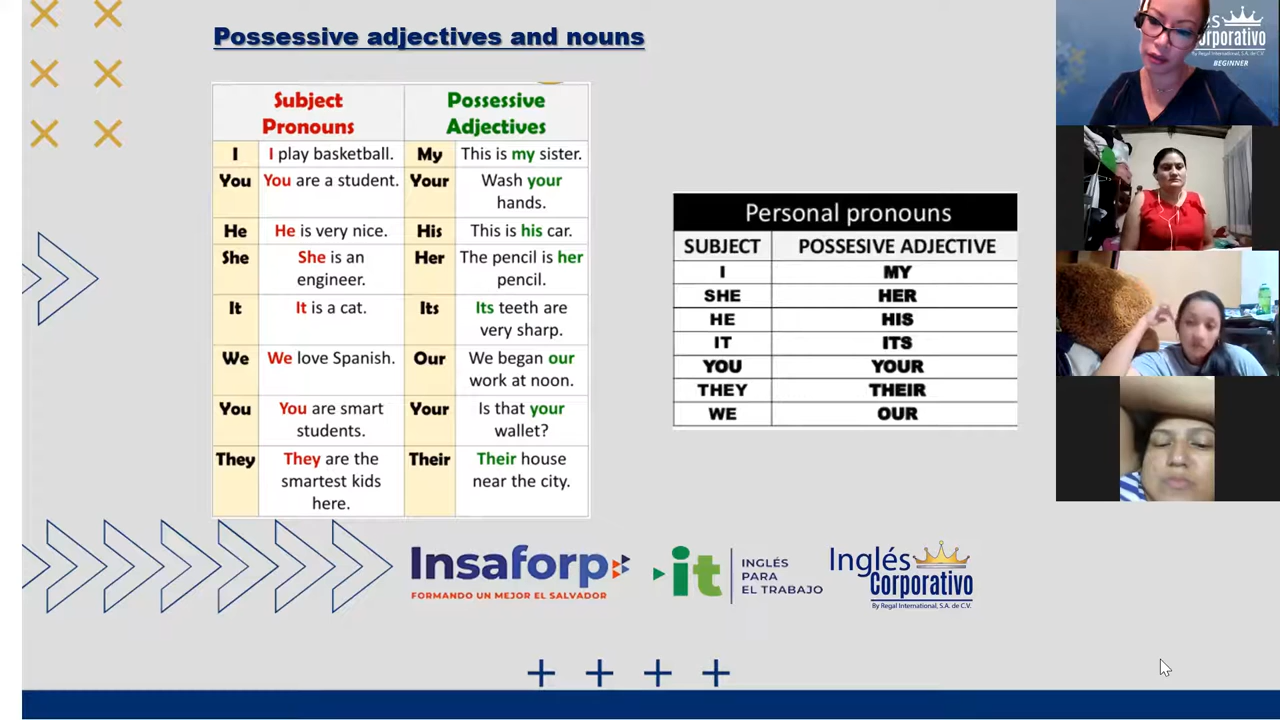 Possessive adjectives and nouns
Subject Pronouns Possessive Adjectives
I I play basketball. My This is my sister.
You You are a student. Your Wash your hands.
He He is very nice. His This is his car.
She She is an engineer. Her The pencil is her pencil.
It It is a cat. Its Its teeth are very sharp.
We We love Spanish. Our We began our work at noon.
You You are smart students. Your Is that your wallet?
They They are the smartest kids here. Their Their house near the city.
Personal pronouns
SUBJECT POSSESIVE ADJECTIVE
I MY
SHE HER
HE HIS
IT ITS
YOU YOUR
THEY THEIR
WE OUR
Insaforp
FORMANDO UN MEJOR EL SALVADOR
it
INGLÉS
PARA
EL TRABAJO
Inglés
Corporativo
By Regal International, S.A. de C.V.
orporativo
By Regal International, S.A. de C.V.
BEGINNER